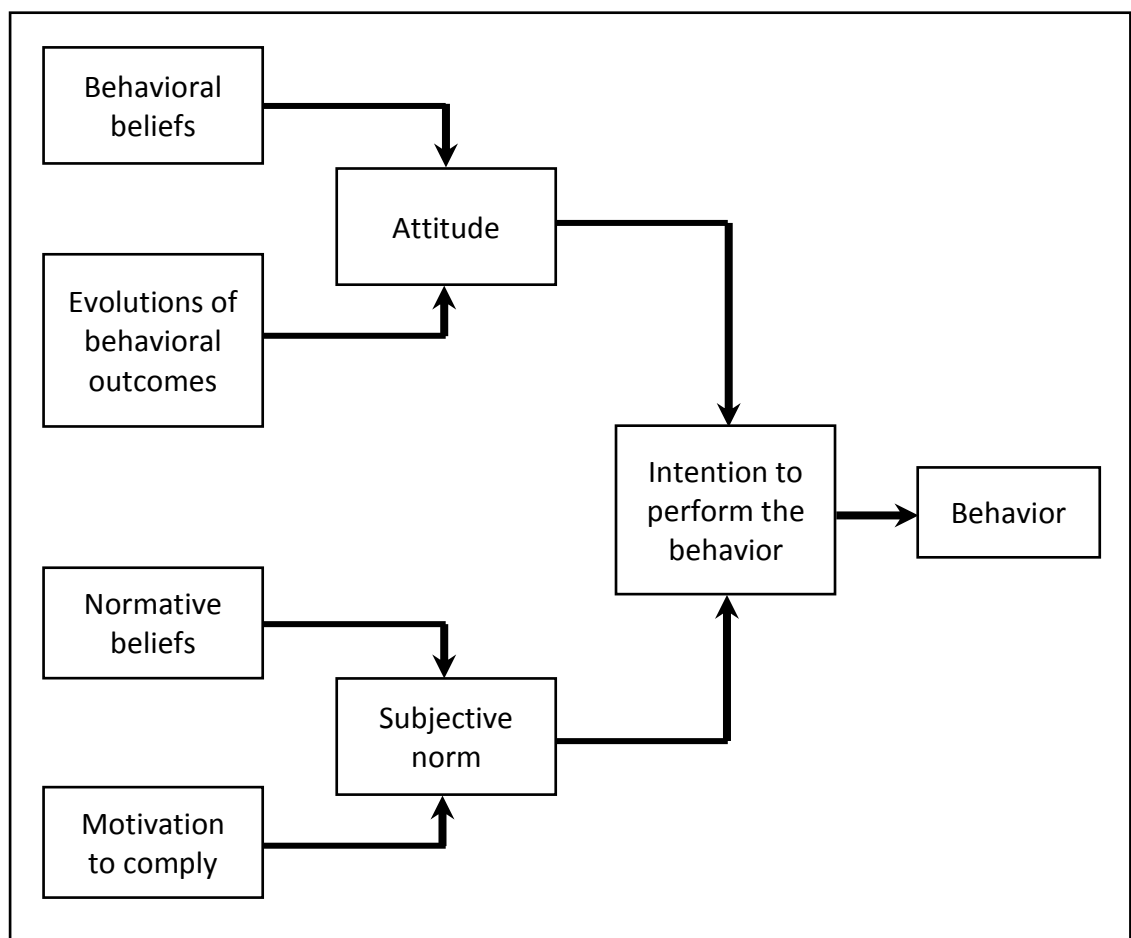 Behavioral
beliefs
Attitude
Evolutions of
behavioral
outcomes
Intention to
perform the
behavior
Behavior
Normative
beliefs
Subjective
norm
Motivation
to comply